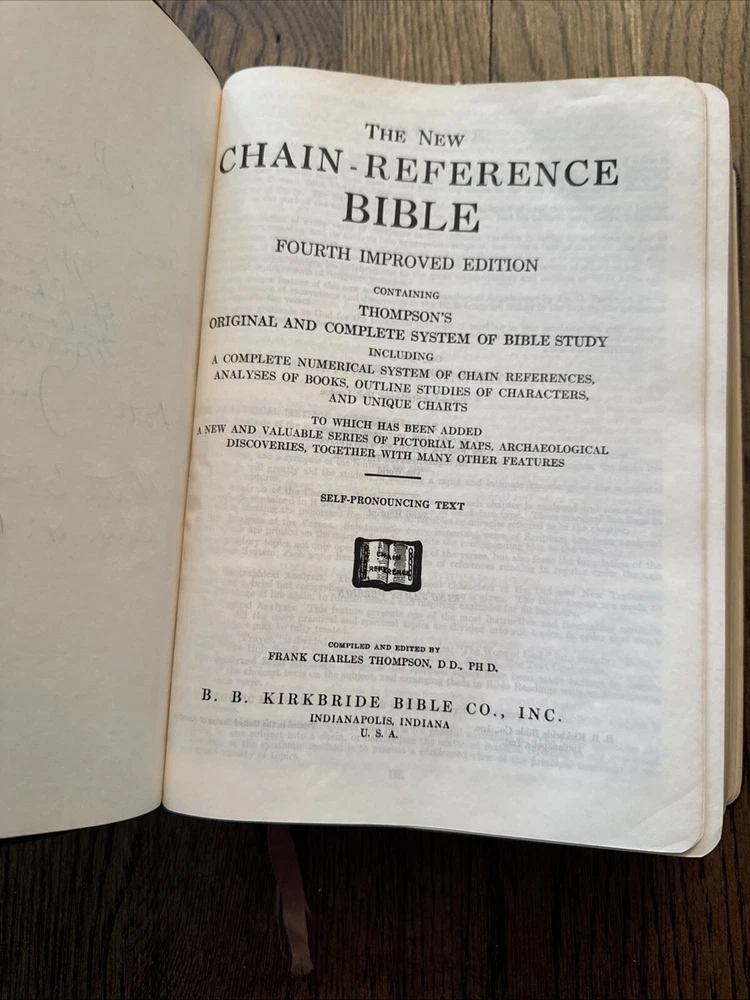 THE NEW
CHAIN-REFERENCE
BIBLE
FOURTH IMPROVED EDITION
CONTAINING
THOMPSON'S
ORIGINAL AND COMPLETE SYSTEM OF BIBLE STUDY
INCLUDING
A COMPLETE NUMERICAL SYSTEM OF CHAIN REFERENCES,
ANALYSES OF BOOKS, OUTLINE STUDIES OF CHARACTERS,
AND UNIQUE CHARTS
TO WHICH HAS BEEN ADDED
A NEW AND VALUABLE SERIES OF PICTORIAL MAPS, ARCHAEOLOGICAL
DISCOVERIES, TOGETHER WITH MANY OTHER FEATURES
SELF-PRONOUNCING TEXT
CHAIN
REFERENCE
COMPILED AND EDITED BY
FRANK CHARLES THOMPSON, D D., PH D.
B. B. KIRKBRIDE BIBLE CO., INC.
INDIANAPOLIS, INDIANA
U. S. A.